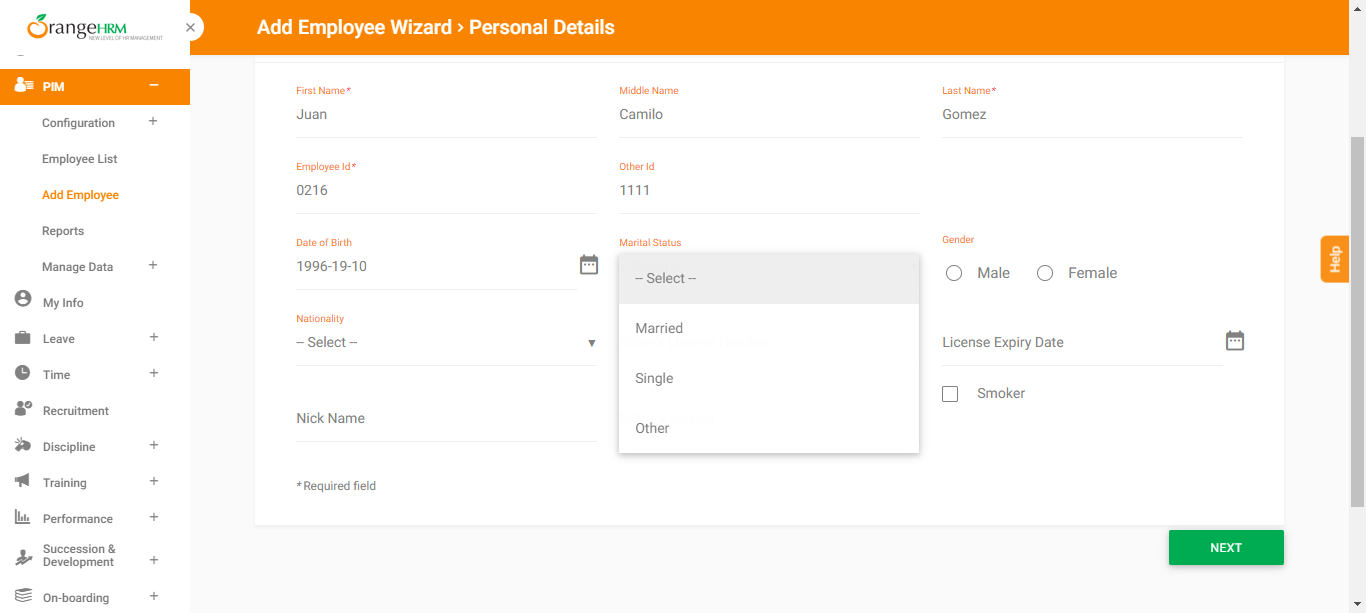 OrangeHRM
NEW LEVEL OF HR MANAGEMENT
Add Employee Wizard › Personal Details
PIM
Configuration
Employee List
Add Employee
Reports
Manage Data
My Info
Leave
Time
Recruitment
Discipline
Training
Performance
Succession &
Development
On-boarding
First Name*
Juan
Middle Name
Camilo
Last Name*
Gomez
Employee Id*
0216
Other Id
1111
Date of Birth
1996-19-10
Marital Status
-- Select --
Married
Single
Other
Gender
Male
Female
Nationality
-- Select --
License Expiry Date
Smoker
Nick Name
* Required field
NEXT
Help